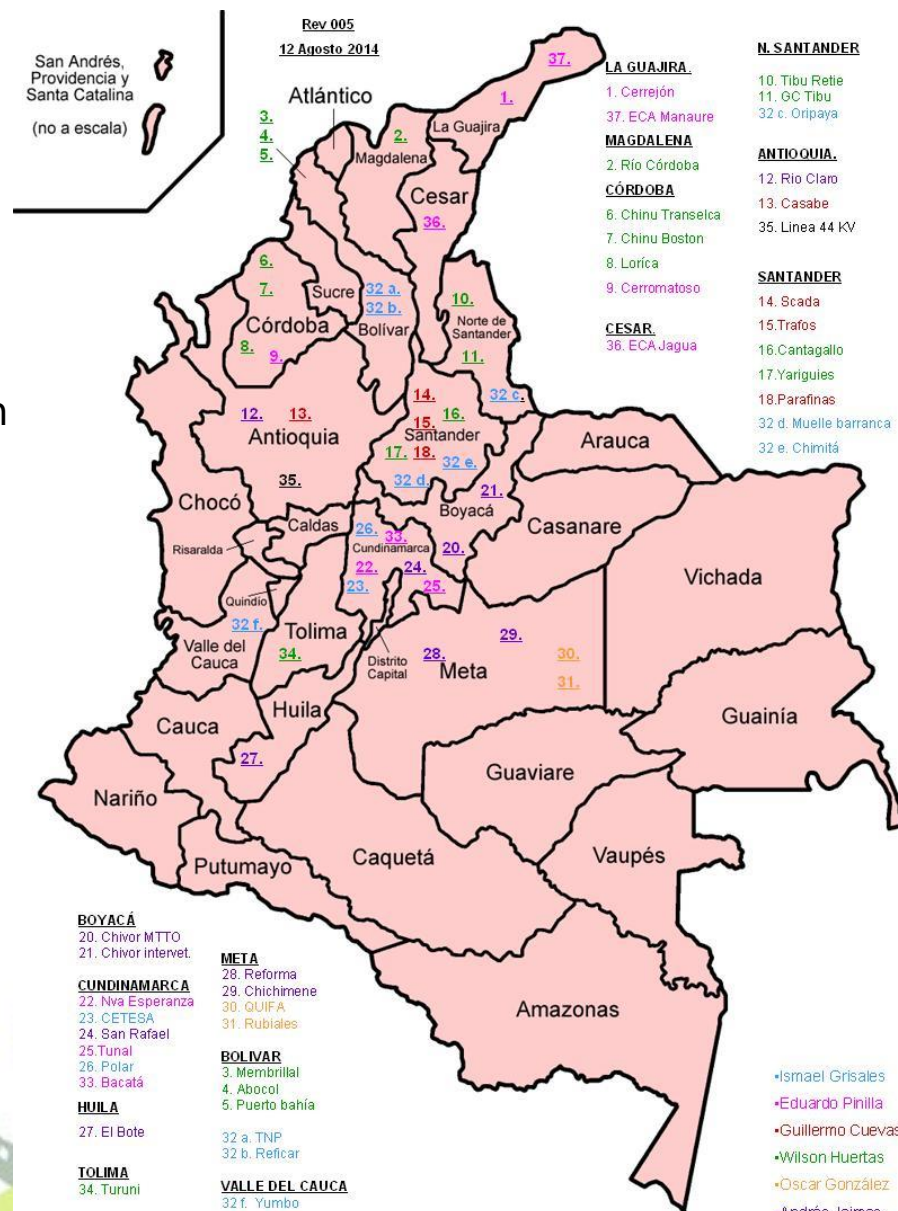 Rev 005
12 Agosto 2014
San Andrés,
Providencia y
Santa Catalina
(no a escala)
Atlántico
3.
4.
5.
2.
Magdalena
La Guajira
1.
37.
Cesar
36.
6.
7.
Córdoba
8.
9.
Sucre
32 a.
32 b.
Bolívar
10.
Norte de
Santander
11.
32 c.
12.
13.
Antioquia
35.
14.
15.
16.
Santander
17.
18.
32 e.
32 d.
Arauca
21.
Boyacá
20.
Casanare
Vichada
Chocó
Caldas
Risaralda
26.
33.
Cundinamarca
22.
24.
23.
25.
Quindío
32 f.
Valle del
Cauca
Tolima
34.
Distrito
Capital
28.
29.
Meta
30.
31.
Guainía
Huila
27.
Cauca
Nariño
Guaviare
Putumayo
Caquetá
Vaupés
Amazonas
LA GUAJIRA.
1. Cerrejón
37. ECA Manaure
MAGDALENA
2. Río Córdoba
CÓRDOBA
6. Chinu Transelca
7. Chinu Boston
8. Loríca
9. Cerromatoso
CESAR.
36. ECA Jagua
N. SANTANDER
10. Tibu Retie
11. GC Tibu
32 c. Oripaya
ANTIOQUIA.
12. Rio Claro
13. Casabe
35. Linea 44 KV
SANTANDER
14. Scada
15.Trafos
16.Cantagallo
17.Yariguies
18.Parafinas
32 d. Muelle barranca
32 e. Chimitá
BOYACÁ
20. Chivor MTTO
21. Chivor intervet.
CUNDINAMARCA
22. Nva Esperanza
23. CETESA
24. San Rafael
25.Tunal
26. Polar
33. Bacatá
HUILA
27. El Bote
TOLIMA
34. Turuni
META
28. Reforma
29. Chichimene
30. QUIFA
31. Rubiales
BOLIVAR
3. Membrillal
4. Abocol
5. Puerto bahía
32 a. TNP
32 b. Reficar
VALLE DEL CAUCA
32 f. Yumbo
•Ismael Grisales
•Eduardo Pinilla
•Guillermo Cuevas
•Wilson Huertas
•Oscar González